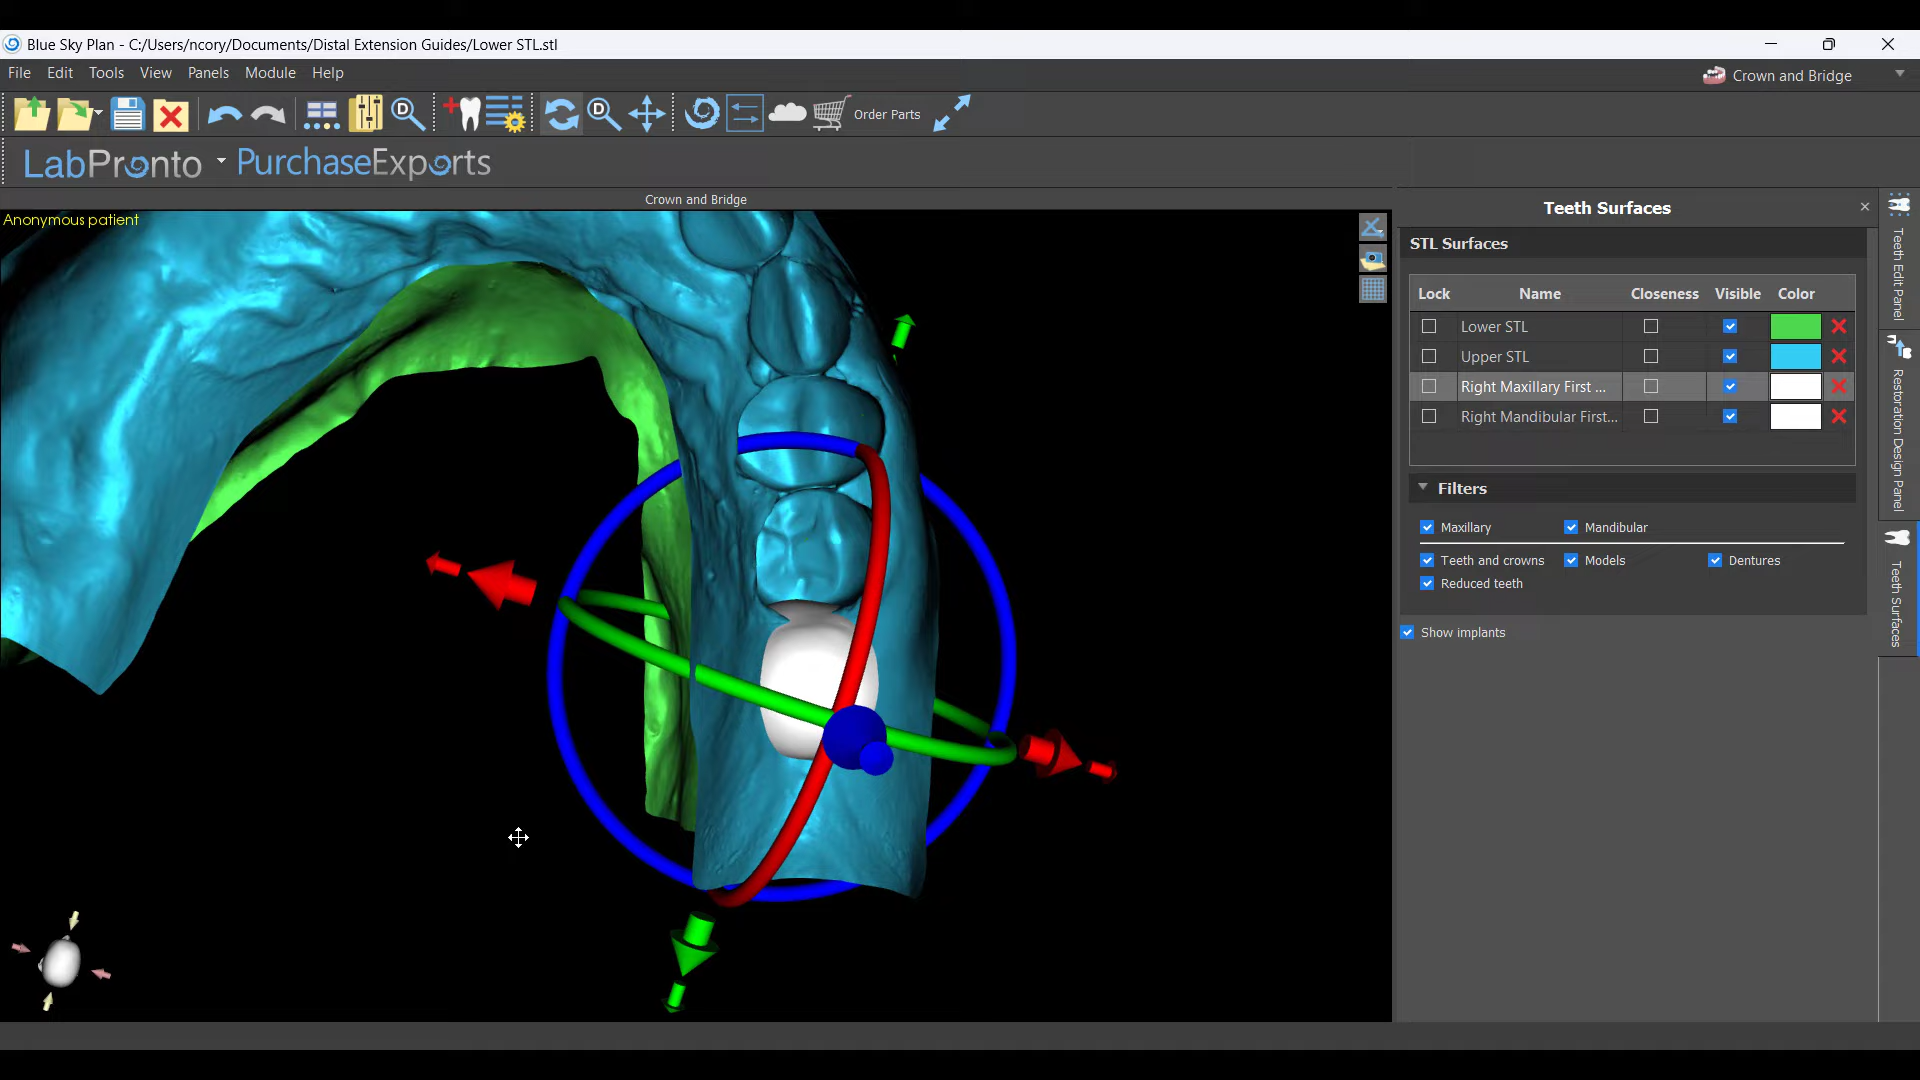 Blue Sky Plan - C:/Users/ncory/Documents/Distal Extension Guides/Lower STL.stl
File Edit Tools View Panels Module Help
Crown and Bridge
Order Parts
LabPronto PurchaseExports
Crown and Bridge
Anonymous patient
Teeth Surfaces
STL Surfaces
Lock Name Closeness Visible Color
Lower STL
Upper STL
Right Maxillary First ...
Right Mandibular First...
Filters
Maxillary Mandibular
Teeth and crowns Models Dentures
Reduced teeth
Show implants
Teeth Edit Panel
Restoration Design Panel
Teeth Surfaces